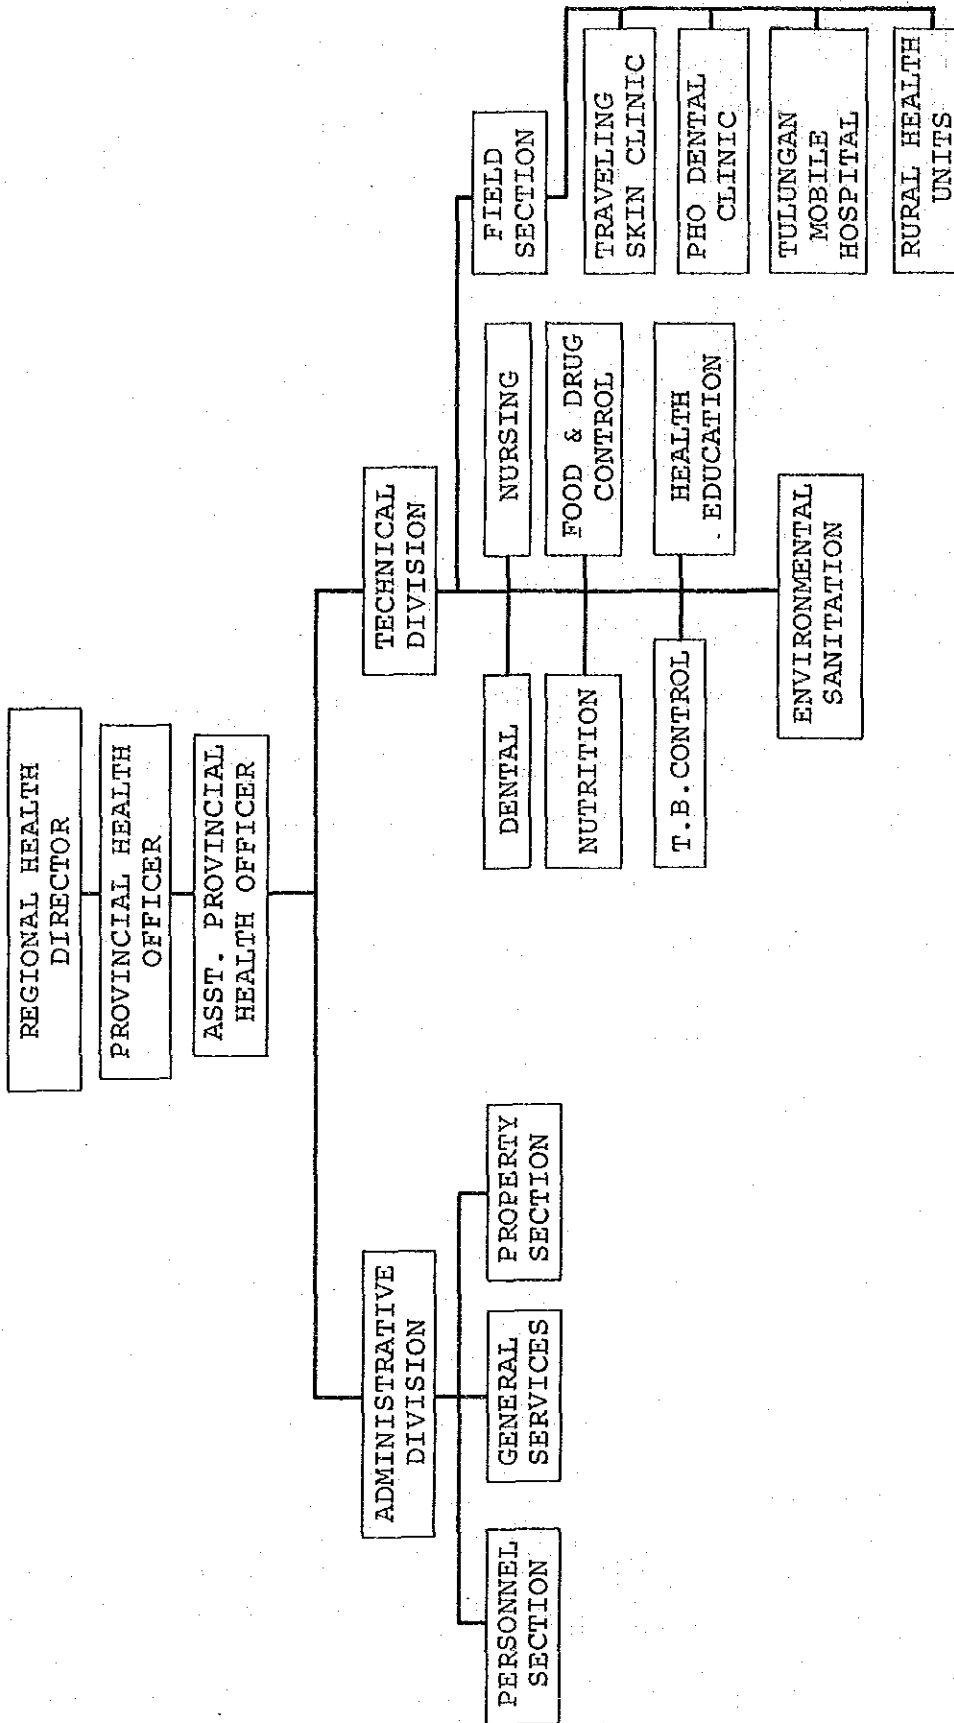 REGIONAL HEALTH
DIRECTOR
PROVINCIAL HEALTH
OFFICER
ASST. PROVINCIAL
HEALTH OFFICER
ADMINISTRATIVE
DIVISION
TECHNICAL
DIVISION
PERSONNEL
SECTION
GENERAL
SERVICES
PROPERTY
SECTION
DENTAL
NURSING
NUTRITION
FOOD & DRUG
CONTROL
T.B.CONTROL
HEALTH
EDUCATION
ENVIRONMENTAL
SANITATION
FIELD
SECTION
TRAVELING
SKIN CLINIC
PHO DENTAL
CLINIC
TULUNGAN
MOBILE
HOSPITAL
RURAL HEALTH
UNITS